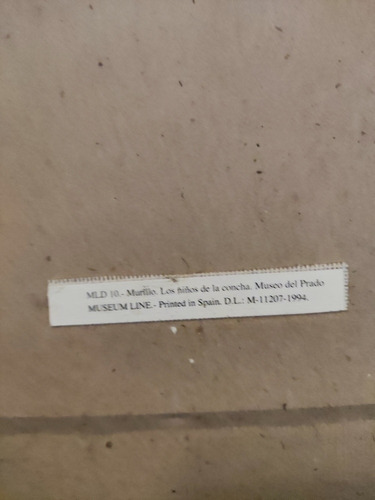 MLD 10.- Murillo. Los niños de la concha. Museo del Prado
MUSEUM LINE.- Printed in Spain. D.L.: M-11207-1994.